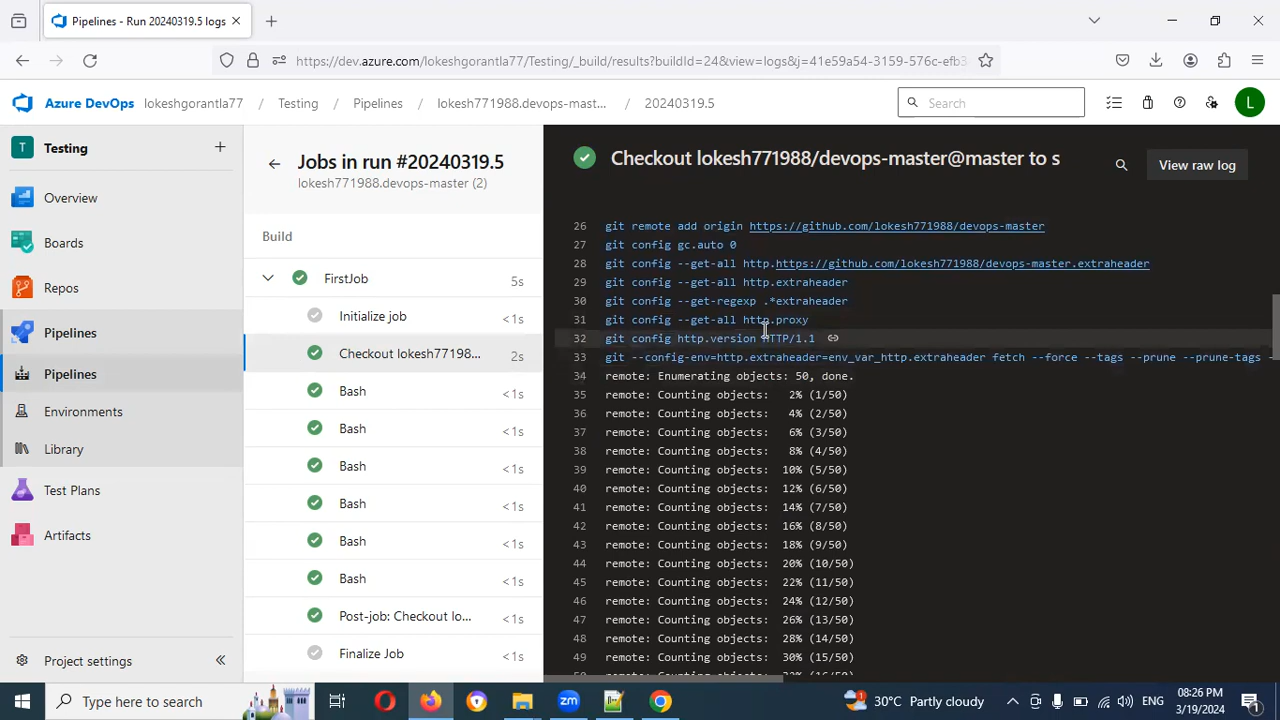 Pipelines - Run 20240319.5 logs
https://dev.azure.com/lokeshgorantla77/Testing/_build/results?buildId=24&view=logs&j=41e59a54-3159-576c-efb3
Azure DevOps lokeshgorantla77 / Testing / Pipelines / lokesh771988.devops-mast... / 20240319.5
Search
L
T Testing
Overview
Boards
Repos
Pipelines
Pipelines
Environments
Library
Test Plans
Artifacts
Project settings
Jobs in run #20240319.5
lokesh771988.devops-master (2)
Build
FirstJob 5s
Initialize job
Checkout lokesh77198... 2s
Bash <1s
Bash <1s
Bash <1s
Bash <1s
Bash <1s
Bash <1s
Post-job: Checkout lo... <1s
Finalize Job <1s
Checkout lokesh771988/devops-master@master to s
View raw log
26 git remote add origin https://github.com/lokesh771988/devops-master
27 git config gc.auto 0
28 git config --get-all http.https://github.com/lokesh771988/devops-master.extraheader
29 git config --get-all http.extraheader
30 git config --get-regexp .*extraheader
31 git config --get-all http.proxy
32 git config http.version HTTP/1.1
33 git --config-env=http.extraheader=env_var_http.extraheader fetch --force --tags --prune --prune-tags -
34 remote: Enumerating objects: 50, done.
35 remote: Counting objects: 2% (1/50)
36 remote: Counting objects: 4% (2/50)
37 remote: Counting objects: 6% (3/50)
38 remote: Counting objects: 8% (4/50)
39 remote: Counting objects: 10% (5/50)
40 remote: Counting objects: 12% (6/50)
41 remote: Counting objects: 14% (7/50)
42 remote: Counting objects: 16% (8/50)
43 remote: Counting objects: 18% (9/50)
44 remote: Counting objects: 20% (10/50)
45 remote: Counting objects: 22% (11/50)
46 remote: Counting objects: 24% (12/50)
47 remote: Counting objects: 26% (13/50)
48 remote: Counting objects: 28% (14/50)
49 remote: Counting objects: 30% (15/50)
Type here to search
zm
30°C Partly cloudy
ENG
08:26 PM
3/19/2024
1